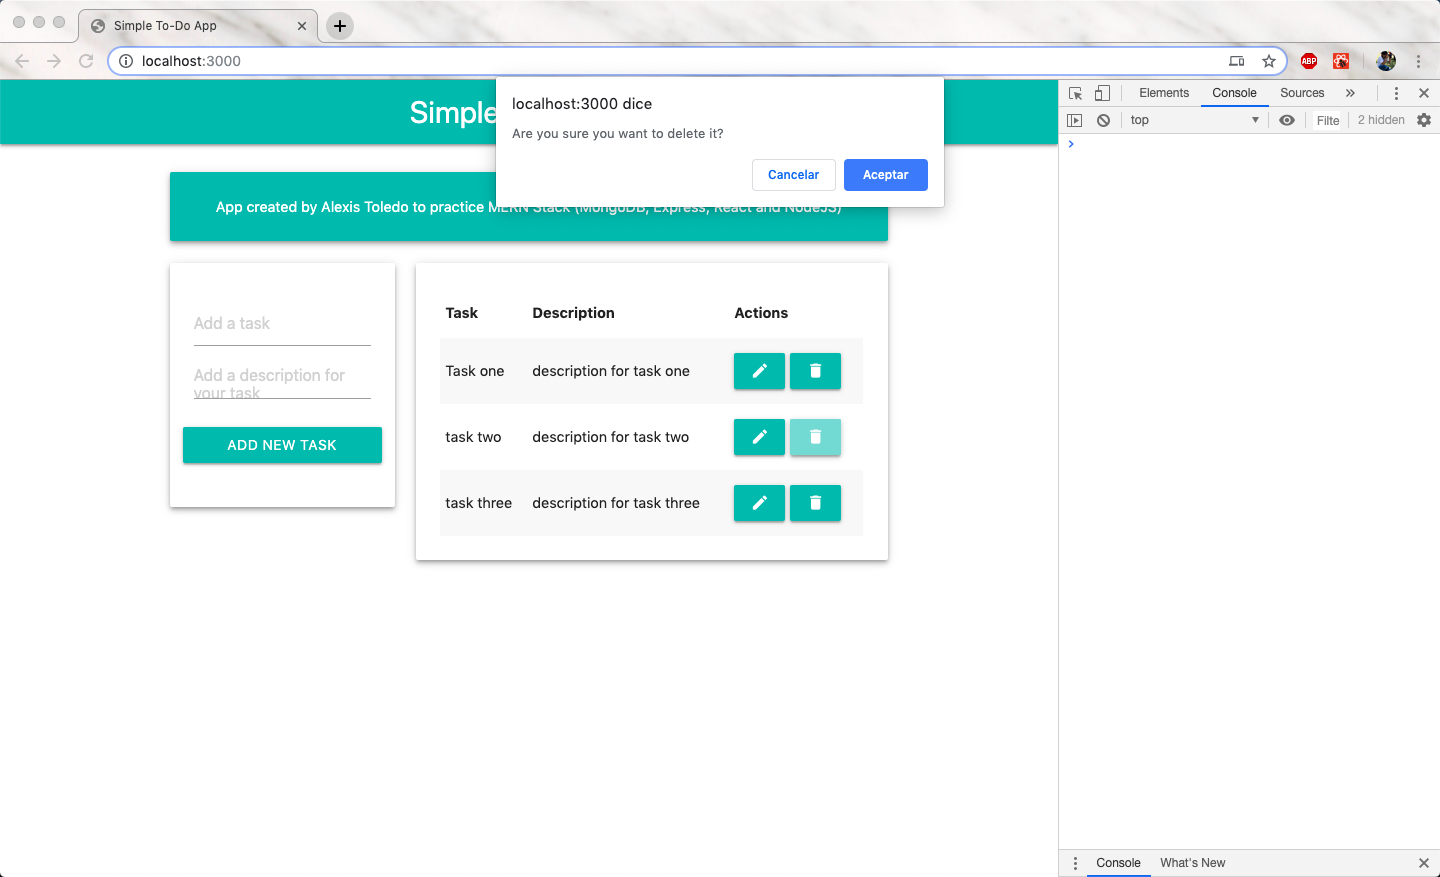 Simple To-Do App
localhost:3000
Simple
localhost:3000 dice
Are you sure you want to delete it?
Cancelar
Aceptar
App created by Alexis Toledo to practice MERN Stack (MongoDB, Express, React and NodeJS)
Add a task
Add a description for
your task
ADD NEW TASK
Task Description Actions
Task one description for task one
task two description for task two
task three description for task three
ABP
Elements Console Sources
top Filte 2 hidden
Console What's New